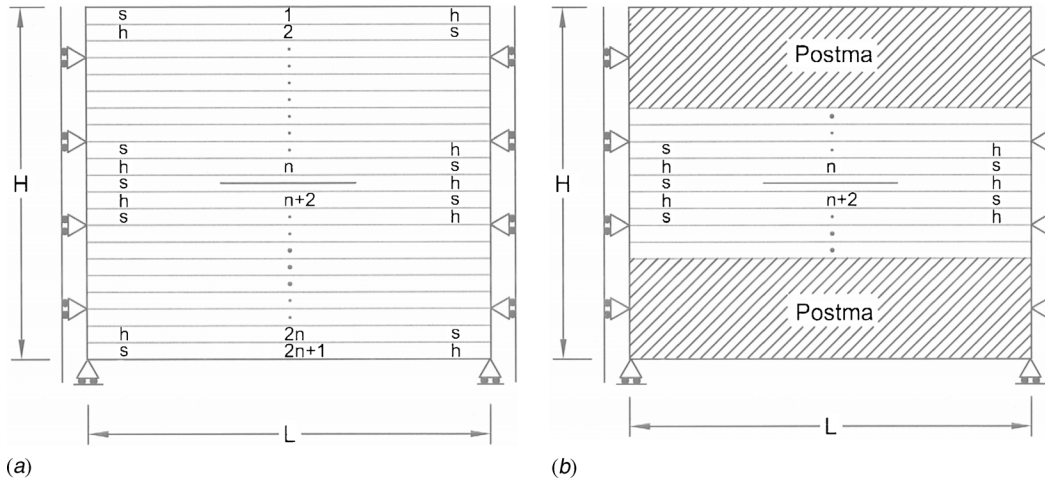 s 1 h
h 2 s
H
s h
h n s
s h
h n+2 s
s h
h 2n s
s 2n+1 h
L
(a)
Postma
H
s h
h n s
s h
h n+2 s
s h
Postma
L
(b)